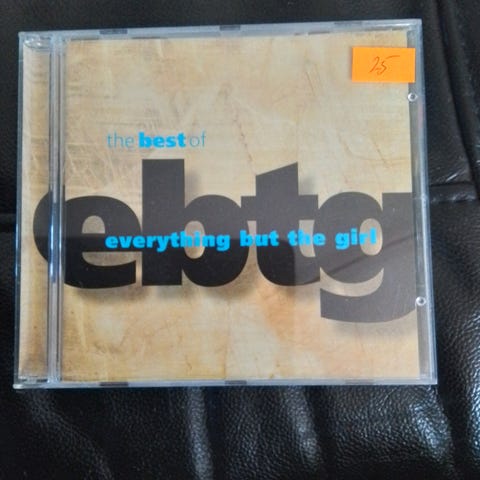 25
the best of
ebtg
everything but the girl